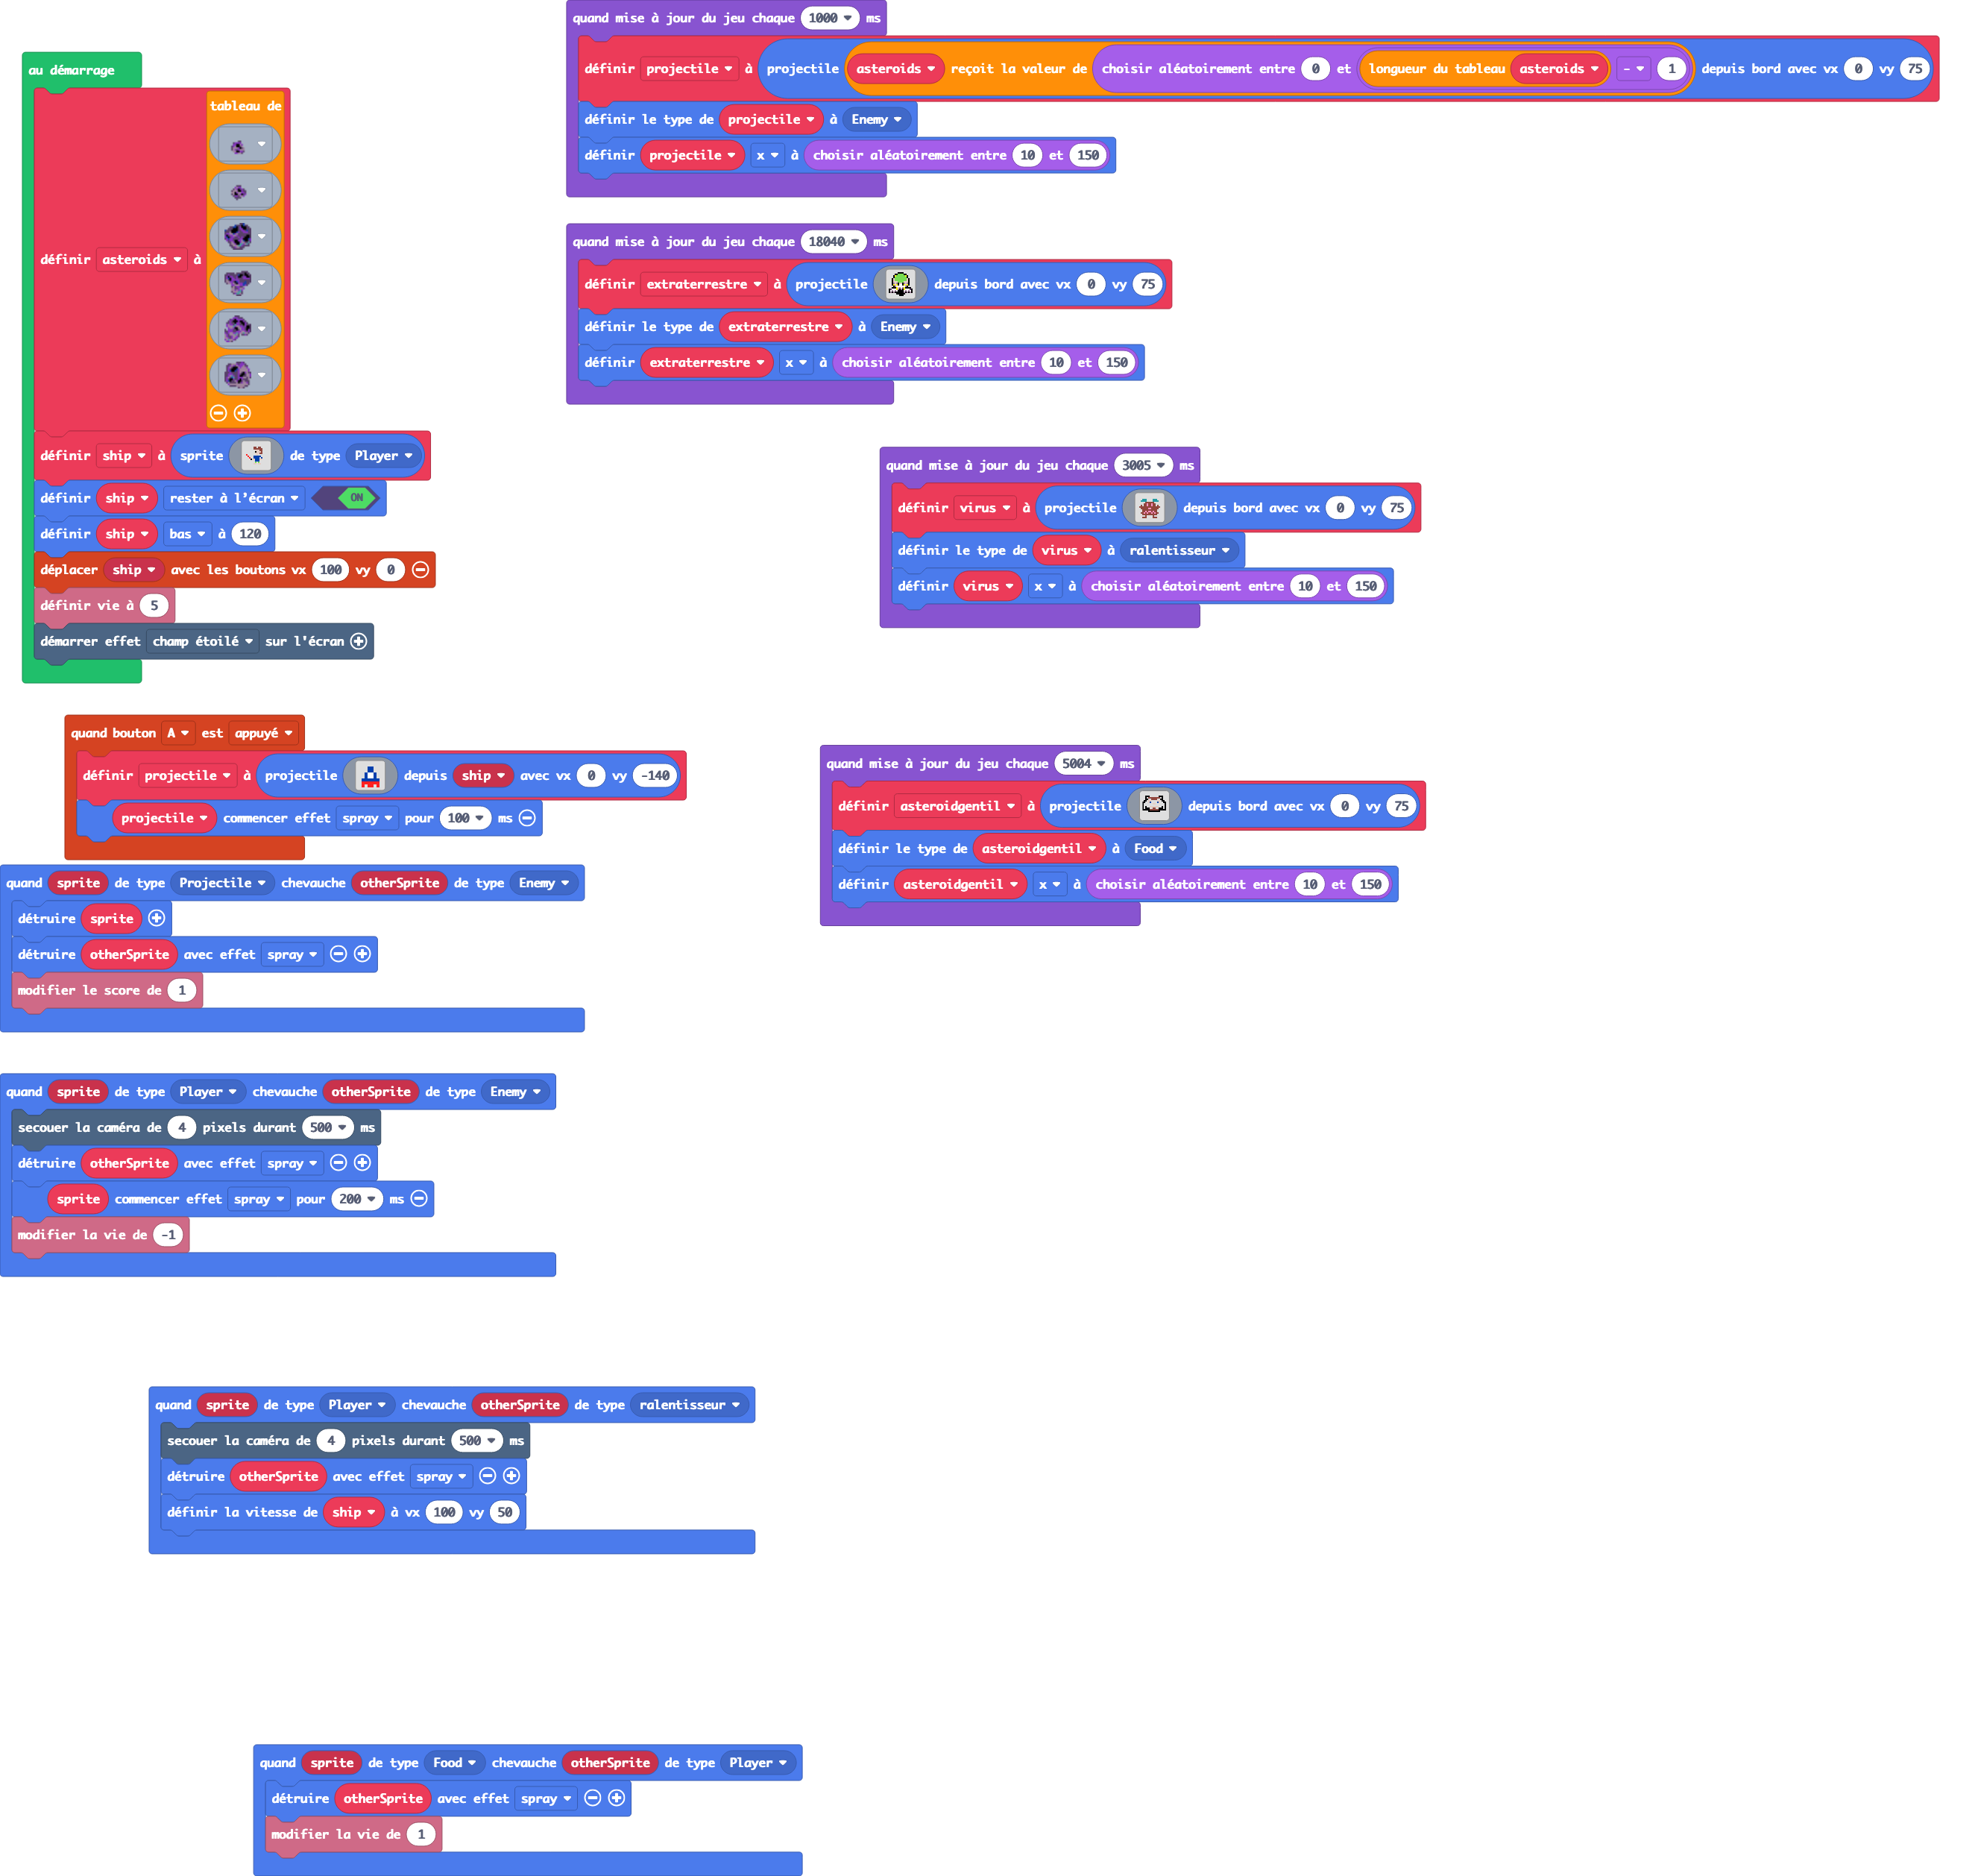 au démarrage
définir asteroids à
tableau de
définir ship à sprite de type Player
définir ship rester à l'écran ON
définir ship bas à 120
déplacer ship avec les boutons vx 100 vy 0
définir vie à 5
démarrer effet champ étoilé sur l'écran
quand bouton A est appuyé
définir projectile à projectile depuis ship avec vx 0 vy -140
projectile commencer effet spray pour 100 ms
quand sprite de type Projectile chevauche otherSprite de type Enemy
détruire sprite
détruire otherSprite avec effet spray
modifier le score de 1
quand sprite de type Player chevauche otherSprite de type Enemy
secouer la caméra de 4 pixels durant 500 ms
détruire otherSprite avec effet spray
sprite commencer effet spray pour 200 ms
modifier la vie de -1
quand sprite de type Player chevauche otherSprite de type ralentisseur
secouer la caméra de 4 pixels durant 500 ms
détruire otherSprite avec effet spray
définir la vitesse de ship à vx 100 vy 50
quand sprite de type Food chevauche otherSprite de type Player
détruire otherSprite avec effet spray
modifier la vie de 1
quand mise à jour du jeu chaque 1000 ms
définir projectile à projectile asteroids reçoit la valeur de choisir aléatoirement entre 0 et longueur du tableau asteroids - 1 depuis bord avec vx 0 vy 75
définir le type de projectile à Enemy
définir projectile x à choisir aléatoirement entre 10 et 150
quand mise à jour du jeu chaque 18040 ms
définir extraterrestre à projectile depuis bord avec vx 0 vy 75
définir le type de extraterrestre à Enemy
définir extraterrestre x à choisir aléatoirement entre 10 et 150
quand mise à jour du jeu chaque 3005 ms
définir virus à projectile depuis bord avec vx 0 vy 75
définir le type de virus à ralentisseur
définir virus x à choisir aléatoirement entre 10 et 150
quand mise à jour du jeu chaque 5004 ms
définir asteroidgentil à projectile depuis bord avec vx 0 vy 75
définir le type de asteroidgentil à Food
définir asteroidgentil x à choisir aléatoirement entre 10 et 150